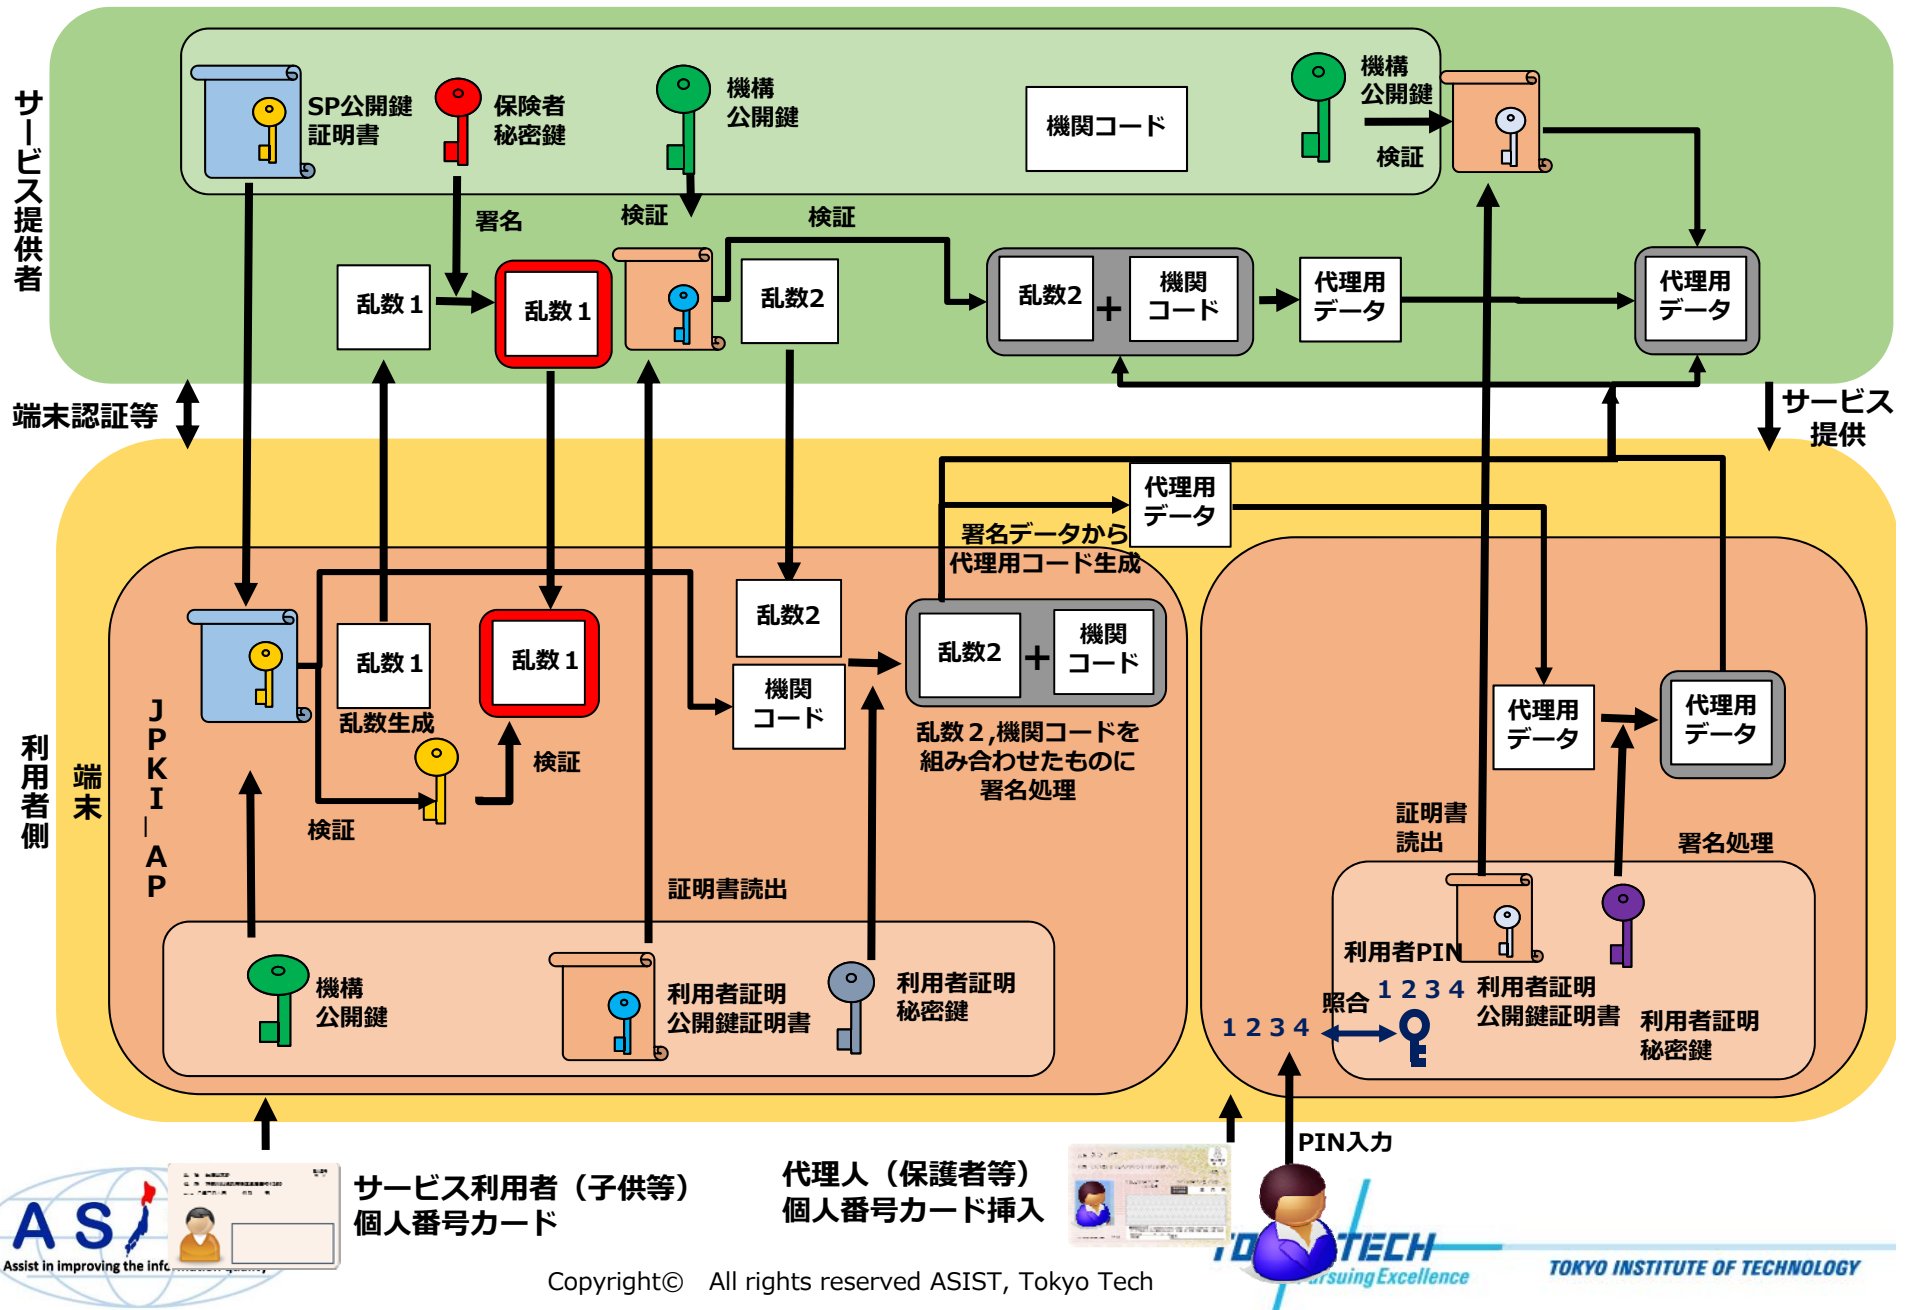 サービス提供者
SP公開鍵
証明書
保険者
秘密鍵
機構
公開鍵
機関コード
機構
公開鍵
検証
署名
検証
検証
乱数1
乱数1
乱数2
乱数2
+
機関
コード
代理用
データ
代理用
データ
端末認証等
サービス
提供
利用者側
端末
JPKI_AP
代理用
データ
署名データから
代理用コード生成
乱数1
乱数生成
乱数1
検証
検証
乱数2
機関
コード
乱数2
+
機関
コード
乱数２,機関コードを
組み合わせたものに
署名処理
代理用
データ
代理用
データ
証明書
読出
署名処理
証明書読出
機構
公開鍵
利用者証明
公開鍵証明書
利用者証明
秘密鍵
利用者PIN
１２３４
照合
１２３４
利用者証明
公開鍵証明書
利用者証明
秘密鍵
PIN入力
サービス利用者（子供等）
個人番号カード
代理人（保護者等）
個人番号カード挿入
Copyright© All rights reserved ASIST, Tokyo Tech
TOKYO INSTITUTE OF TECHNOLOGY